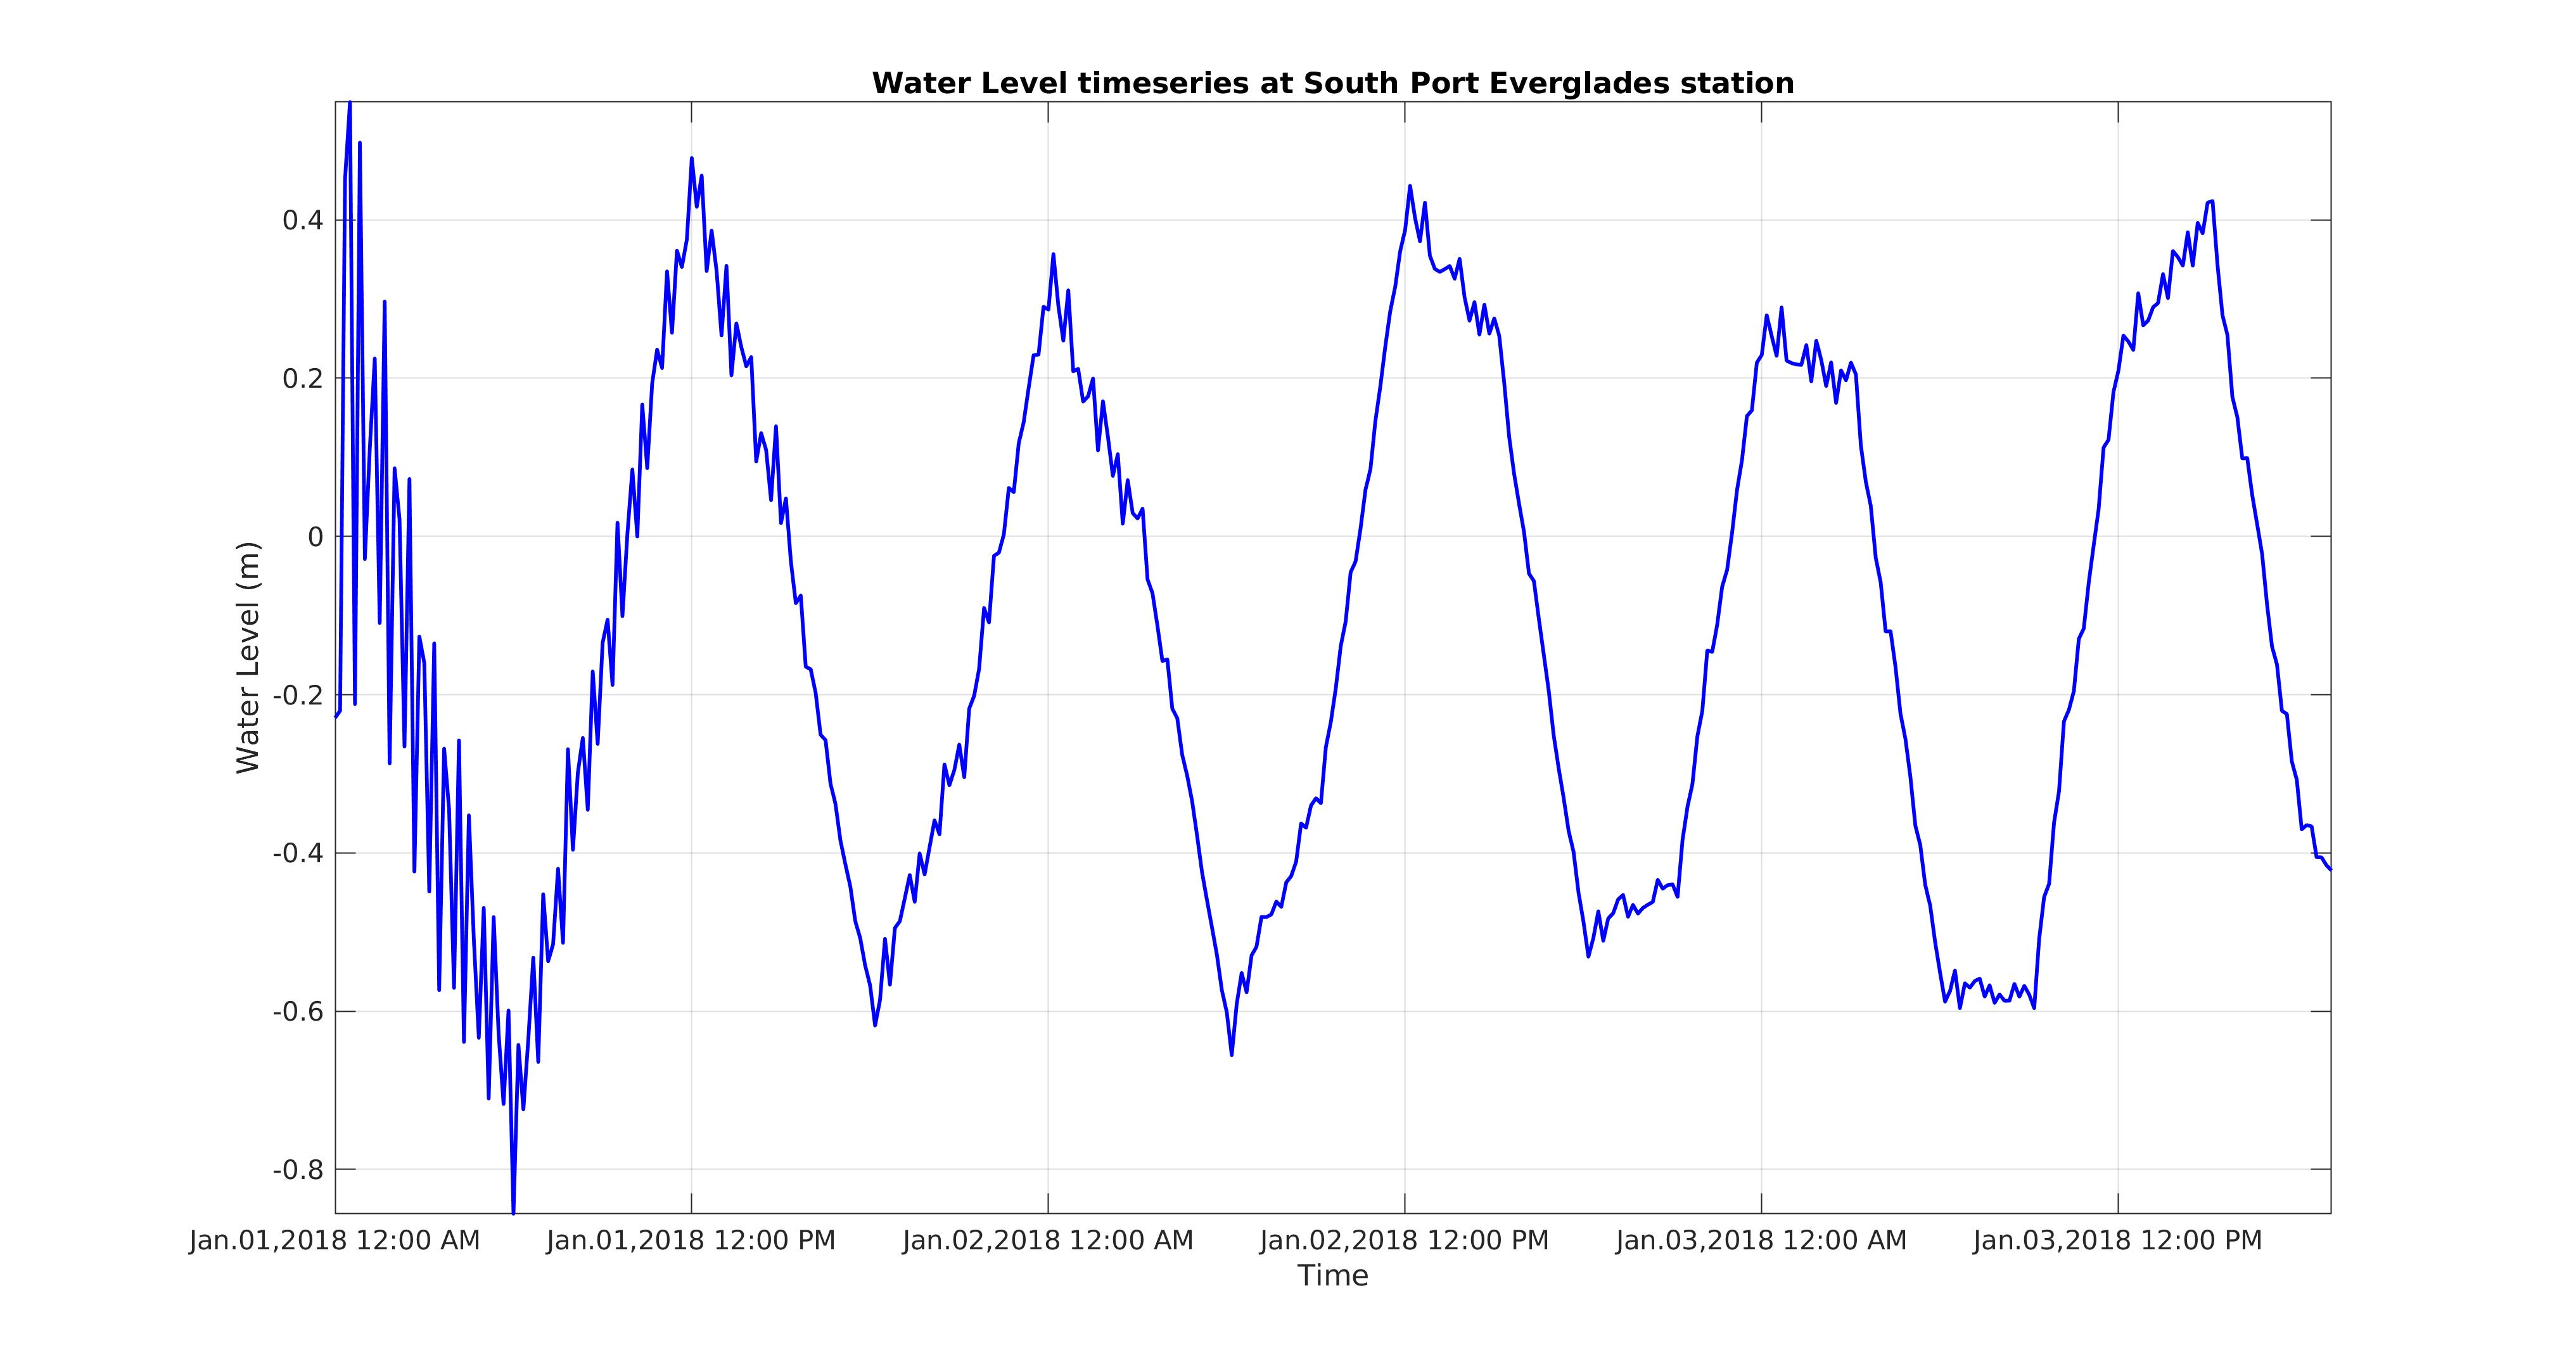 Water Level timeseries at South Port Everglades station
0.4
0.2
0
-0.2
-0.4
-0.6
-0.8
Water Level (m)
Jan.01,2018 12:00 AM
Jan.01,2018 12:00 PM
Jan.02,2018 12:00 AM
Jan.02,2018 12:00 PM
Jan.03,2018 12:00 AM
Jan.03,2018 12:00 PM
Time